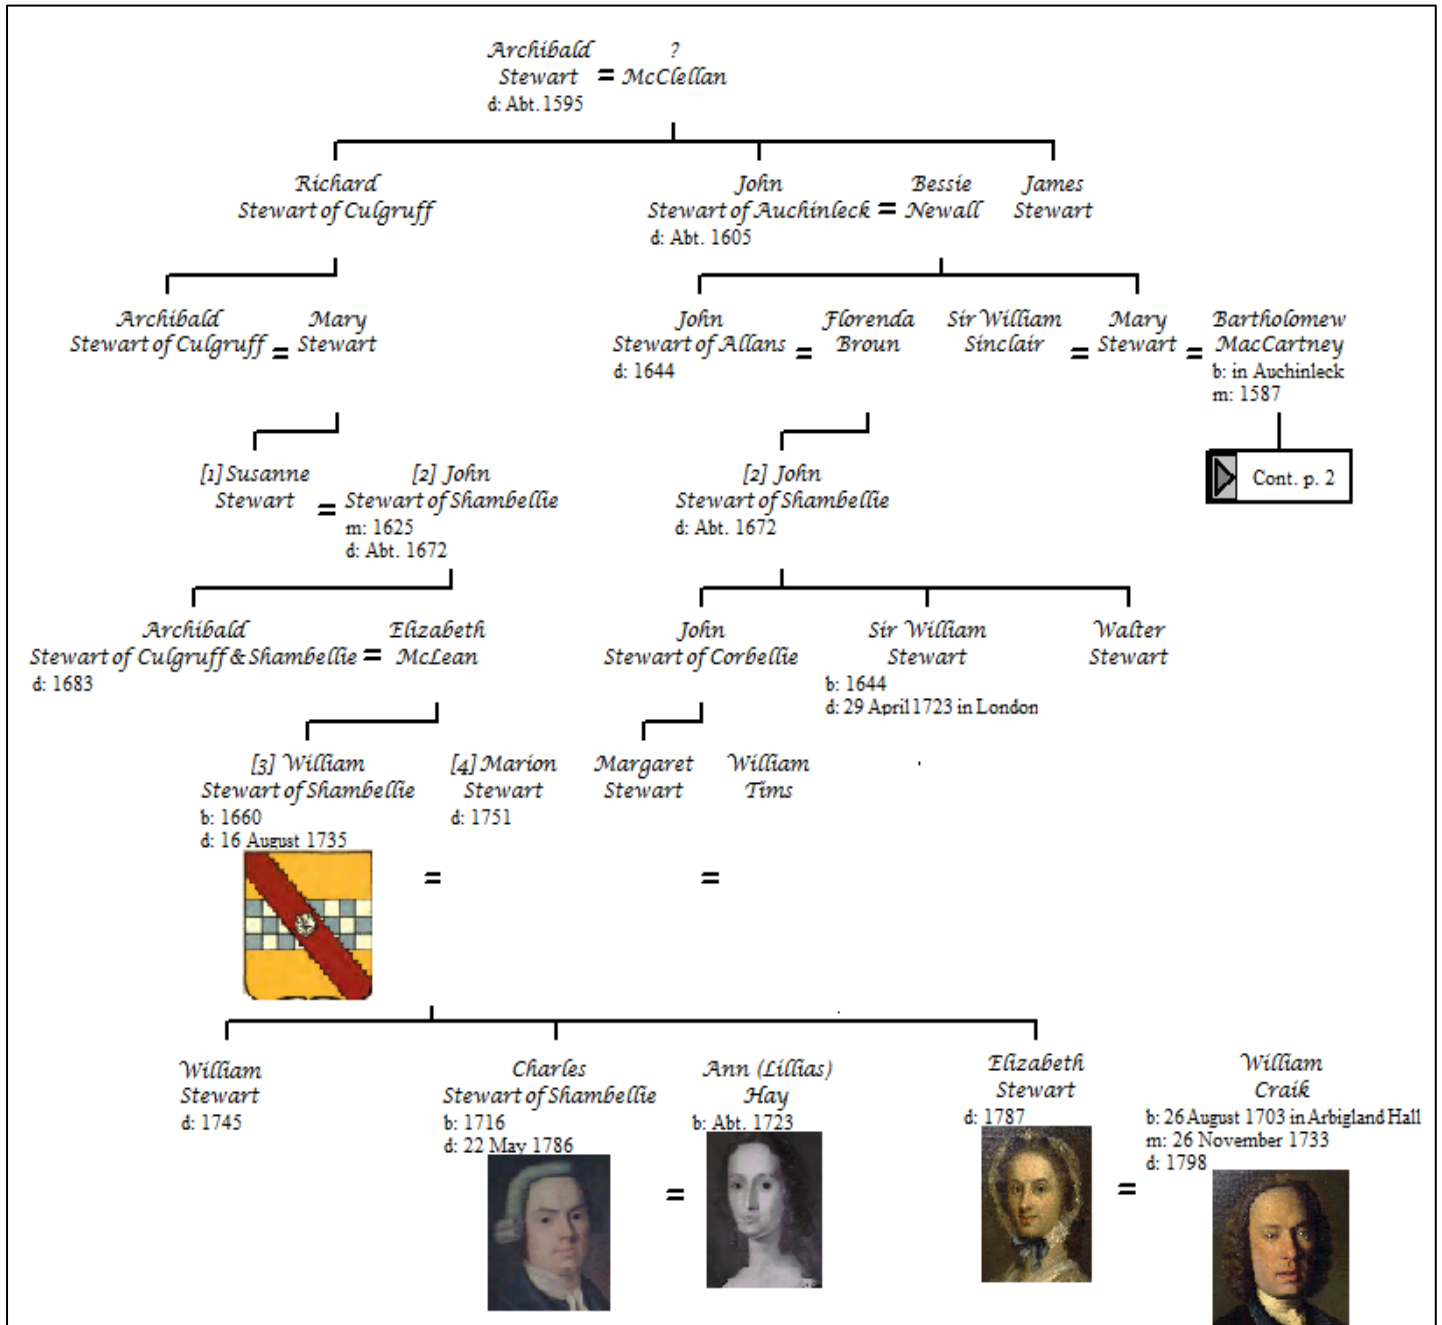 Archibald
Stewart = 
d: Abt. 1595
?
McClellan
Richard
Stewart of Culgruff
John
Stewart of Auchinleck =
d: Abt. 1605
Bessie
Newall
James
Stewart
Archibald
Stewart of Culgruff =
Mary
Stewart
John
Stewart of Allans =
d: 1644
Florenda
Broun
Sir William
Sinclair =
Mary
Stewart =
Bartholomew
MacCartney
b: in Auchinleck
m: 1587
Cont. p. 2
[1] Susanne
Stewart =
[2] John
Stewart of Shambellie
m: 1625
d: Abt. 1672
[2] John
Stewart of Shambellie
d: Abt. 1672
Archibald
Stewart of Culgruff & Shambellie =
d: 1683
Elizabeth
McLean
John
Stewart of Corbellie
Sir William
Stewart
b: 1644
d: 29 April 1723 in London
Walter
Stewart
[3] William
Stewart of Shambellie
b: 1660
d: 16 August 1735
=
[4] Marion
Stewart
d: 1751
Margaret
Stewart
=
William
Tims
William
Stewart
d: 1745
Charles
Stewart of Shambellie
b: 1716
d: 22 May 1786
=
Ann (Lillias)
Hay
b: Abt. 1723
Elizabeth
Stewart
d: 1787
=
William
Craik
b: 26 August 1703 in Arbigland Hall
m: 26 November 1733
d: 1798